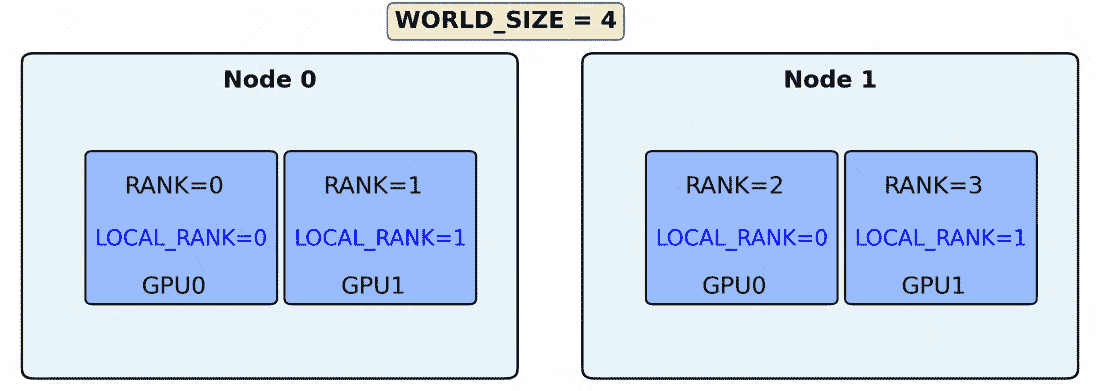 WORLD_SIZE = 4
Node 0
RANK=0
LOCAL_RANK=0
GPU0
RANK=1
LOCAL_RANK=1
GPU1
Node 1
RANK=2
LOCAL_RANK=0
GPU0
RANK=3
LOCAL_RANK=1
GPU1